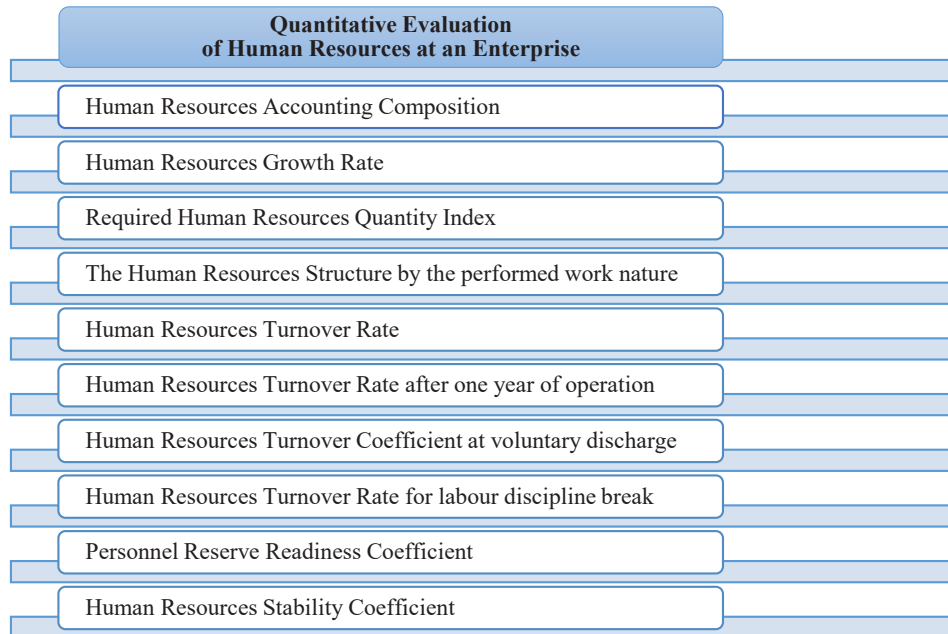 Quantitative Evaluation
of Human Resources at an Enterprise
Human Resources Accounting Composition
Human Resources Growth Rate
Required Human Resources Quantity Index
The Human Resources Structure by the performed work nature
Human Resources Turnover Rate
Human Resources Turnover Rate after one year of operation
Human Resources Turnover Coefficient at voluntary discharge
Human Resources Turnover Rate for labour discipline break
Personnel Reserve Readiness Coefficient
Human Resources Stability Coefficient